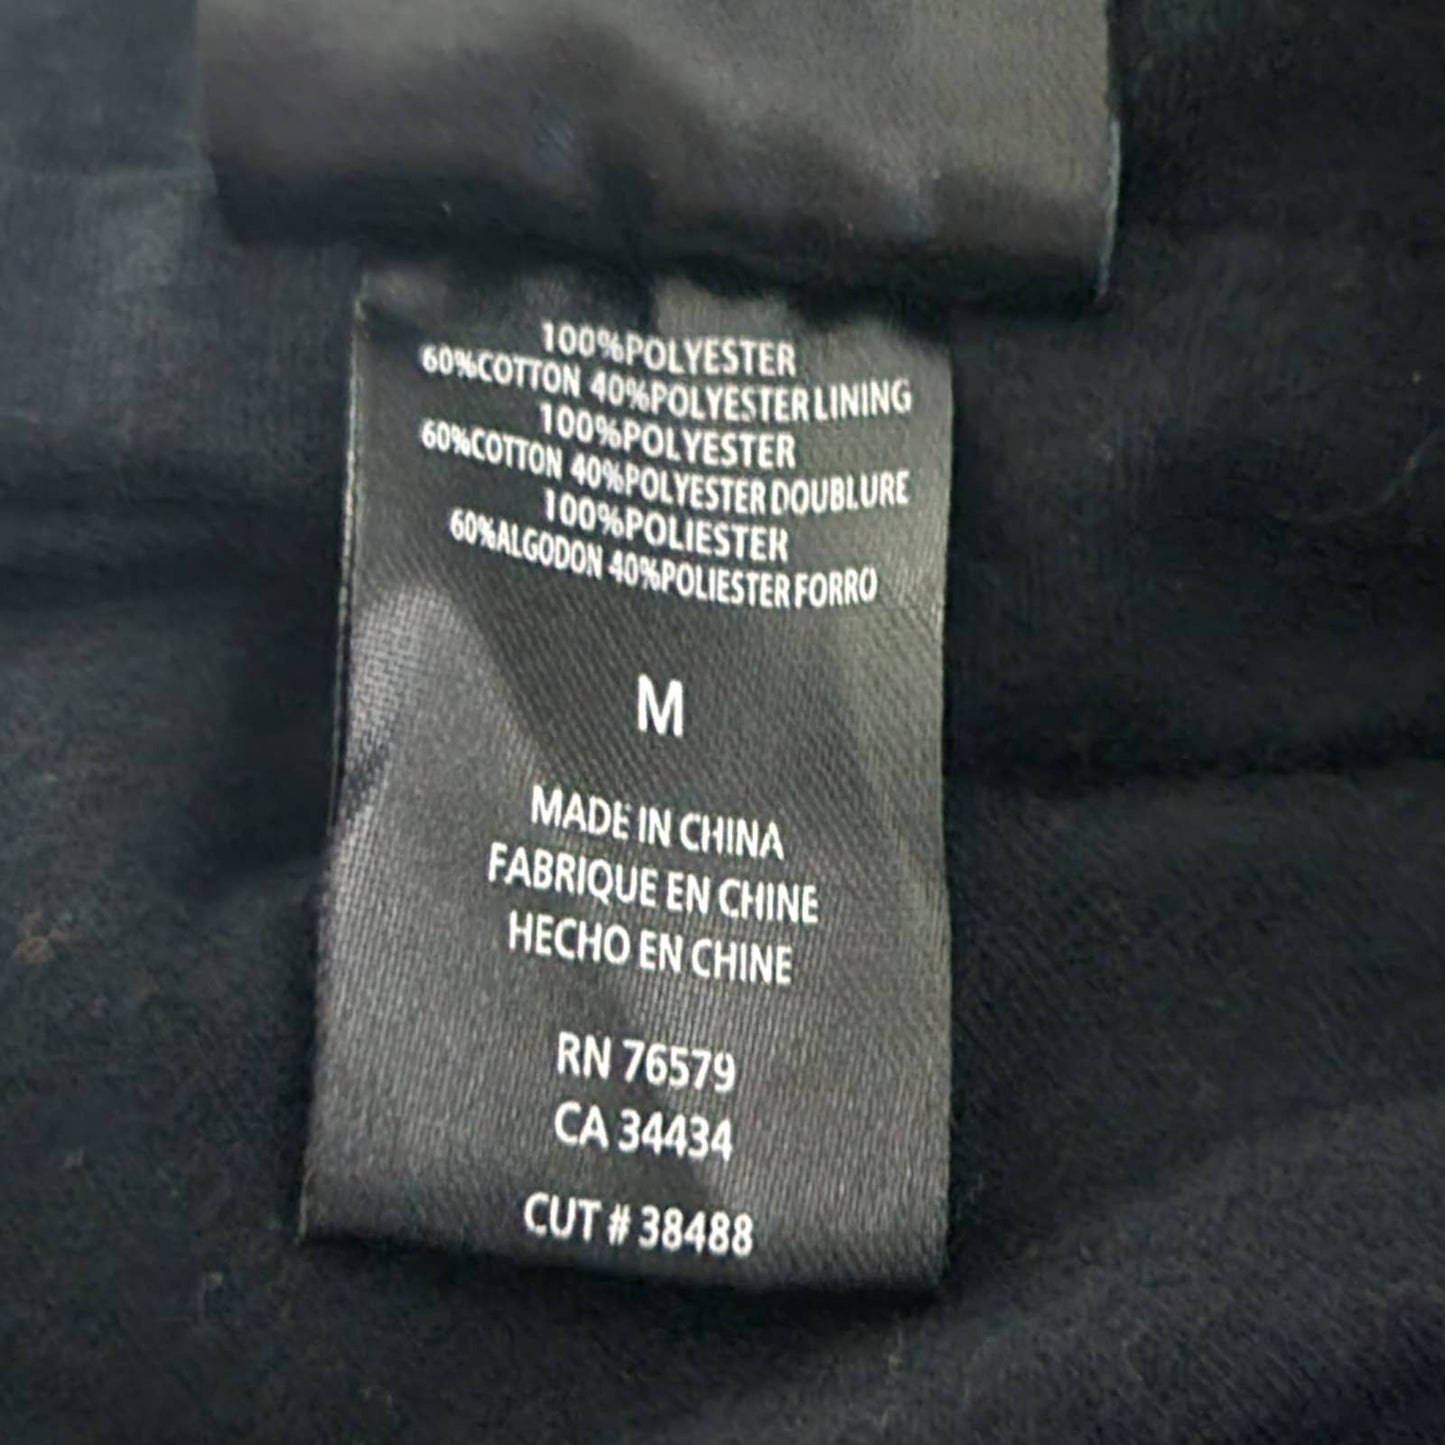 100%POLYESTER
60%COTTON 40%POLYESTER LINING
100%POLYESTER
60%COTTON 40%POLYESTER DOUBLURE
100%POLIESTER
60%ALGODON 40%POLIESTER FORRO
M
MADE IN CHINA
FABRIQUE EN CHINE
HECHO EN CHINE
RN 76579
CA 34434
CUT # 38488